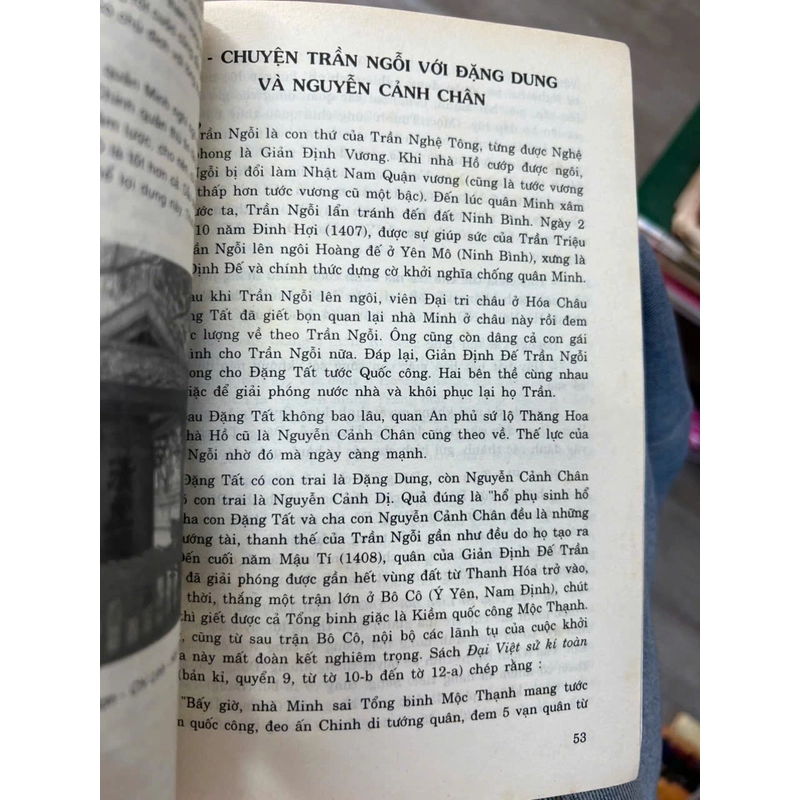 - CHUYỆN TRẦN NGỖI VỚI ĐẶNG DUNG
VÀ NGUYỄN CẢNH CHÂN
Trần Ngỗi là con thứ của Trần Nghệ Tông, từng được Nghệ
phong là Giản Định Vương. Khi nhà Hồ cướp được ngôi,
Ngỗi bị đổi làm Nhật Nam Quận vương (cũng là tước vương
thấp hơn tước vương cũ một bậc). Đến lúc quân Minh xâm
nước ta, Trần Ngỗi lẩn tránh đến đất Ninh Bình. Ngày 2
10 năm Đinh Hợi (1407), được sự giúp sức của Trần Triệu
Trần Ngỗi lên ngôi Hoàng đế ở Yên Mô (Ninh Bình), xưng là
Định Đế và chính thức dựng cờ khởi nghĩa chống quân Minh.
au khi Trần Ngỗi lên ngôi, viên Đại tri châu ở Hóa Châu
ng Tất đã giết bọn quan lại nhà Minh ở châu này rồi đem
lực lượng về theo Trần Ngỗi. Ông cũng còn dâng cả con gái
mình cho Trần Ngỗi nữa. Đáp lại, Giản Định Đế Trần Ngỗi
ong cho Đặng Tất tước Quốc công. Hai bên thề cùng nhau
giặc để giải phóng nước nhà và khôi phục lại họ Trần.
au Đặng Tất không bao lâu, quan An phủ sứ lộ Thăng Hoa
nhà Hồ cũ là Nguyễn Cảnh Chân cũng theo về. Thế lực của
Ngỗi nhờ đó mà ngày càng mạnh.
Đặng Tất có con trai là Đặng Dung, còn Nguyễn Cảnh Chân
ó con trai là Nguyễn Cảnh Dị. Quả đúng là "hổ phụ sinh hổ
cha con Đặng Tất và cha con Nguyễn Cảnh Chân đều là những
tướng tài, thanh thế của Trần Ngỗi gần như đều do họ tạo ra
Đến cuối năm Mậu Tí (1408), quân của Giản Định Đế Trần
đã giải phóng được gần hết vùng đất từ Thanh Hóa trở vào,
thời, thắng một trận lớn ở Bô Cô (Ý Yên, Nam Định), chút
thì giết được cả Tổng binh giặc là Kiềm quốc công Mộc Thạnh.
, cũng từ sau trận Bô Cô, nội bộ các lãnh tụ của cuộc khởi
a này mất đoàn kết nghiêm trọng. Sách Đại Việt sử kí toàn
(bản kỉ, quyển 9, từ tờ 10-b đến tờ 12-a) chép rằng :
"Bấy giờ, nhà Minh sai Tổng binh Mộc Thạnh mang tước
n quốc công, đeo ấn Chinh di tướng quân, đem 5 vạn quân từ
53